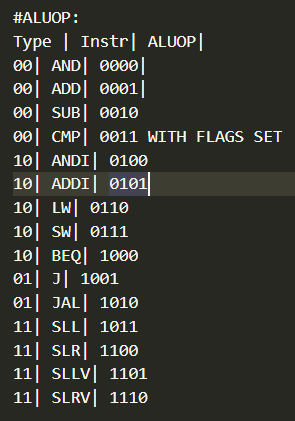 #ALUOP:
Type | Instr| ALUOP|
00| AND| 0000|
00| ADD| 0001|
00| SUB| 0010
00| CMP| 0011 WITH FLAGS SET
10| ANDI| 0100
10| ADDI| 0101
10| LW| 0110
10| SW| 0111
10| BEQ| 1000
01| J| 1001
01| JAL| 1010
11| SLL| 1011
11| SLR| 1100
11| SLLV| 1101
11| SLRV| 1110